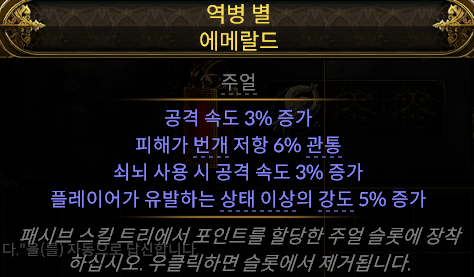 역병 별
에메랄드
주얼
공격 속도 3% 증가
피해가 번개 저항 6% 관통
쇠뇌 사용 시 공격 속도 3% 증가
플레이어가 유발하는 상태 이상의 강도 5% 증가
패시브 스킬 트리에서 포인트를 할당한 주얼 슬롯에 장착
하십시오. 우클릭하면 슬롯에서 제거됩니다.